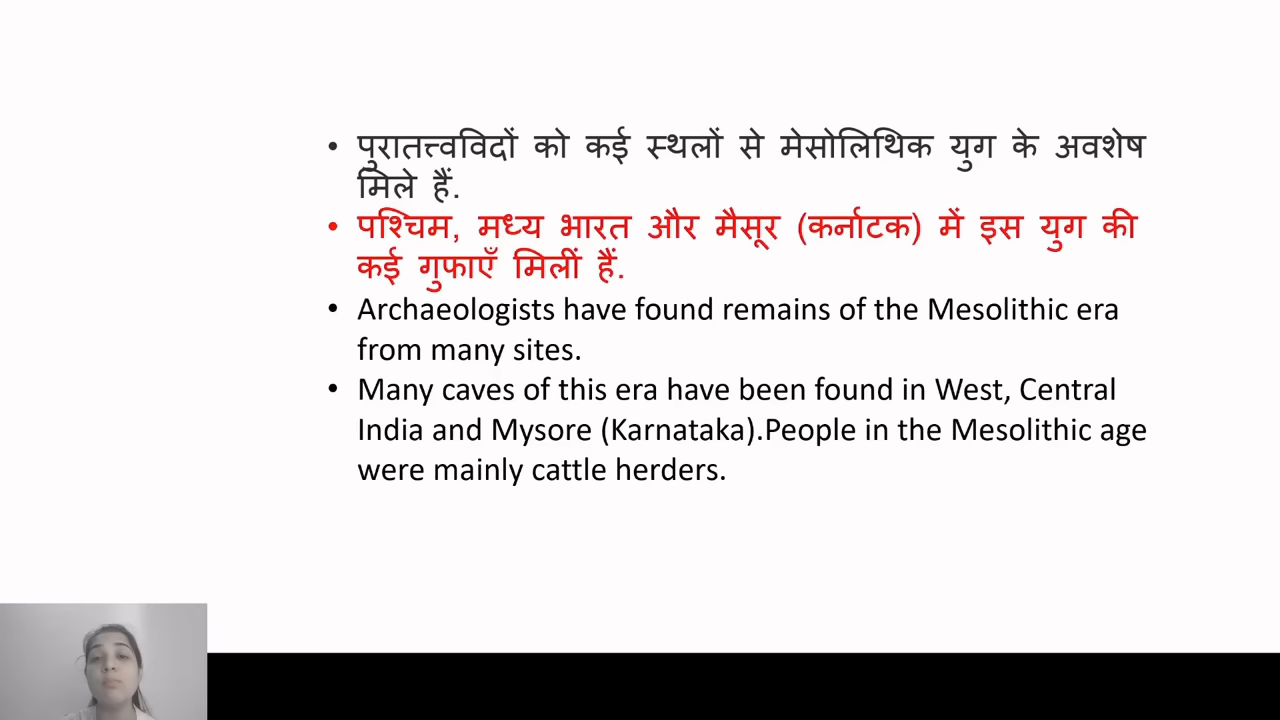 • पुरातत्त्वविदों को कई स्थलों से मेसोलिथिक युग के अवशेष
मिले हैं.
• पश्चिम, मध्य भारत और मैसूर (कर्नाटक) में इस युग की
कई गुफाएँ मिलीं हैं.
• Archaeologists have found remains of the Mesolithic era
from many sites.
• Many caves of this era have been found in West, Central
India and Mysore (Karnataka).People in the Mesolithic age
were mainly cattle herders.